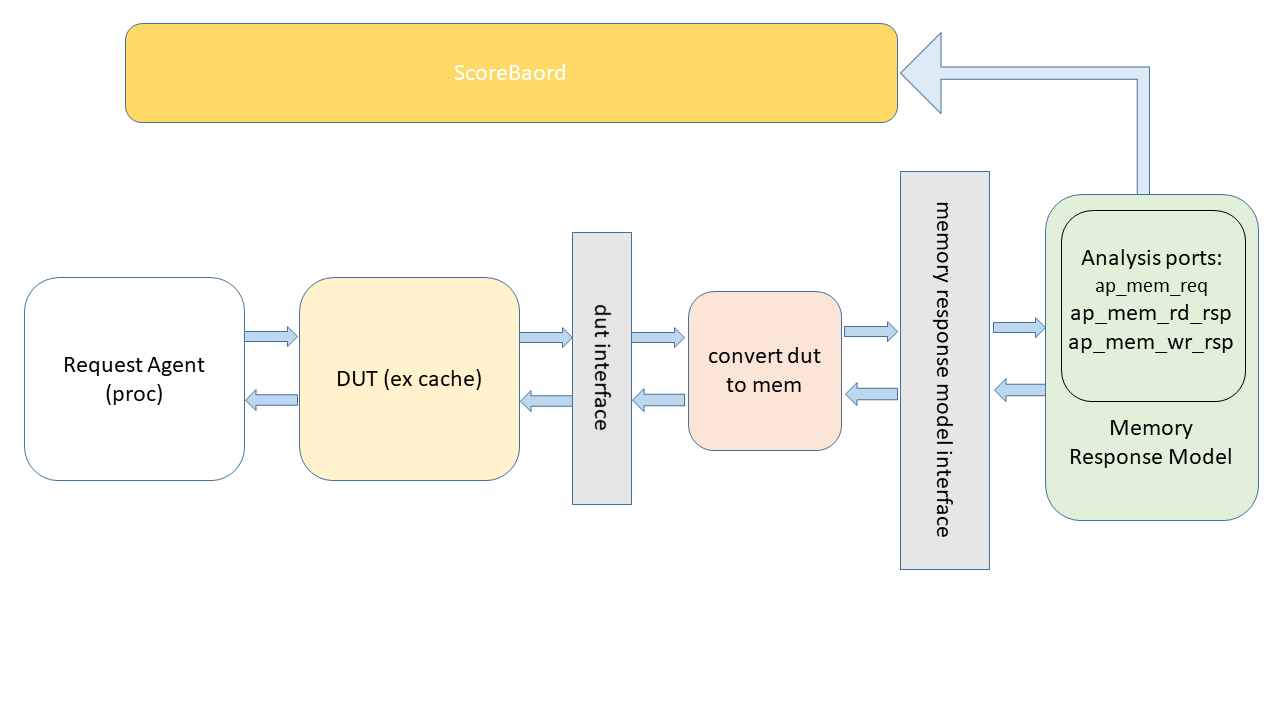 ScoreBaord
Request Agent
(proc)
DUT (ex cache)
dut interface
convert dut
to mem
memory response model interface
Analysis ports:
ap_mem_req
ap_mem_rd_rsp
ap_mem_wr_rsp
Memory
Response Model